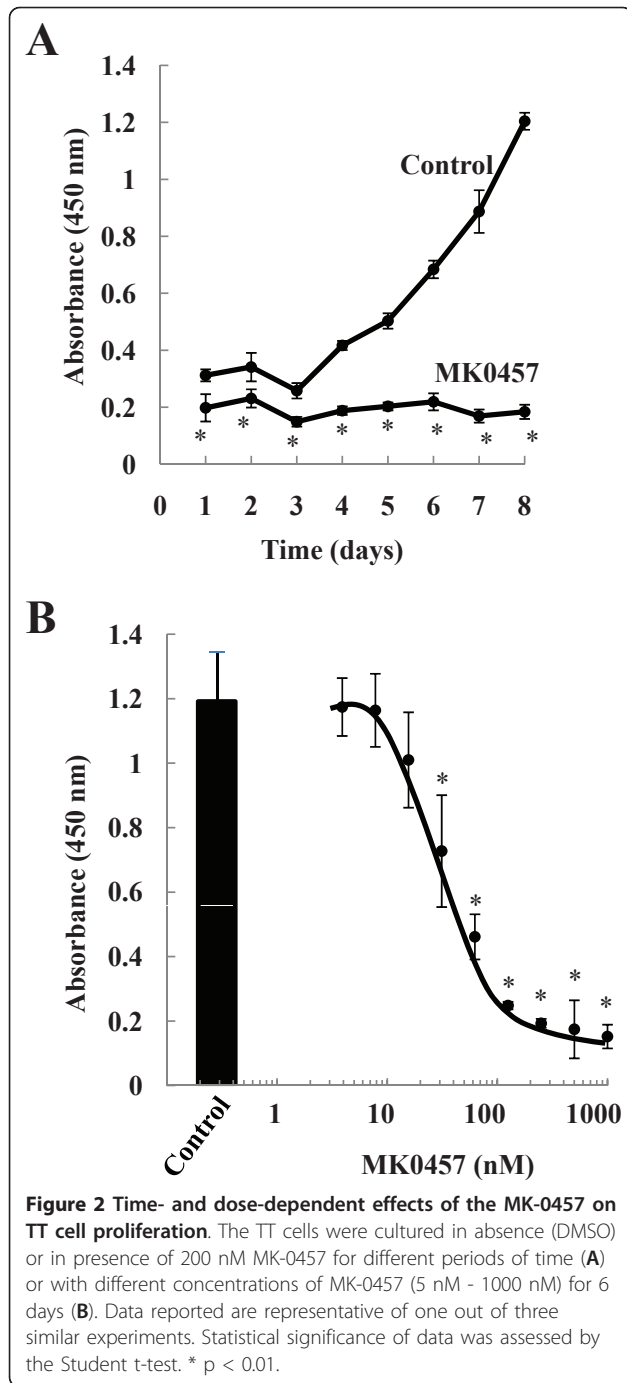 A
1.4
1.2
1
0.8
0.6
0.4
0.2
0
Absorbance (450 nm)
Control
MK0457
* * * * * * * *
0 1 2 3 4 5 6 7 8
Time (days)
B
1.4
1.2
1
0.8
0.6
0.4
0.2
0
Absorbance (450 nm)
* * * * * *
Control
1 10 100 1000
MK0457 (nM)
Figure 2 Time- and dose-dependent effects of the MK-0457 on
TT cell proliferation. The TT cells were cultured in absence (DMSO)
or in presence of 200 nM MK-0457 for different periods of time (A)
or with different concentrations of MK-0457 (5 nM - 1000 nM) for 6
days (B). Data reported are representative of one out of three
similar experiments. Statistical significance of data was assessed by
the Student t-test. * p < 0.01.